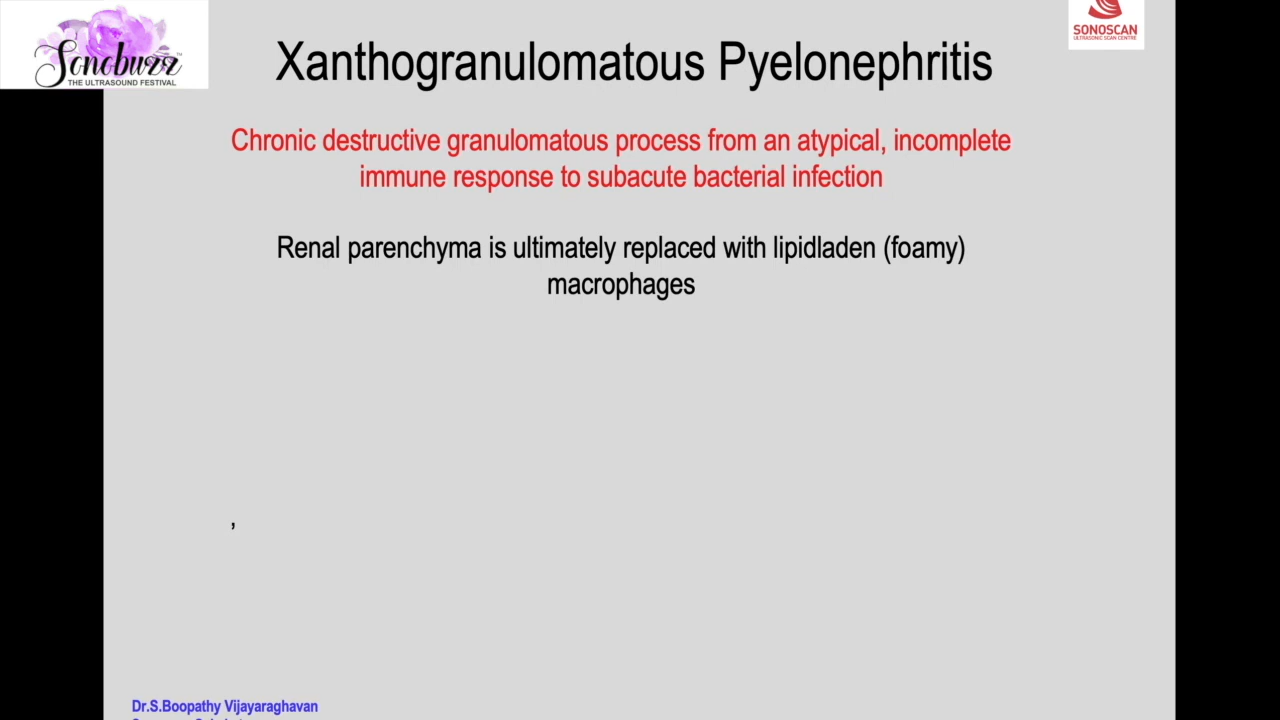 Sonobuzz
TM
THE ULTRASOUND FESTIVAL
SONOSCAN
ULTRASONIC SCAN CENTRE
Xanthogranulomatous Pyelonephritis
Chronic destructive granulomatous process from an atypical, incomplete
immune response to subacute bacterial infection
Renal parenchyma is ultimately replaced with lipidladen (foamy)
macrophages
,
Dr.S.Boopathy Vijayaraghavan